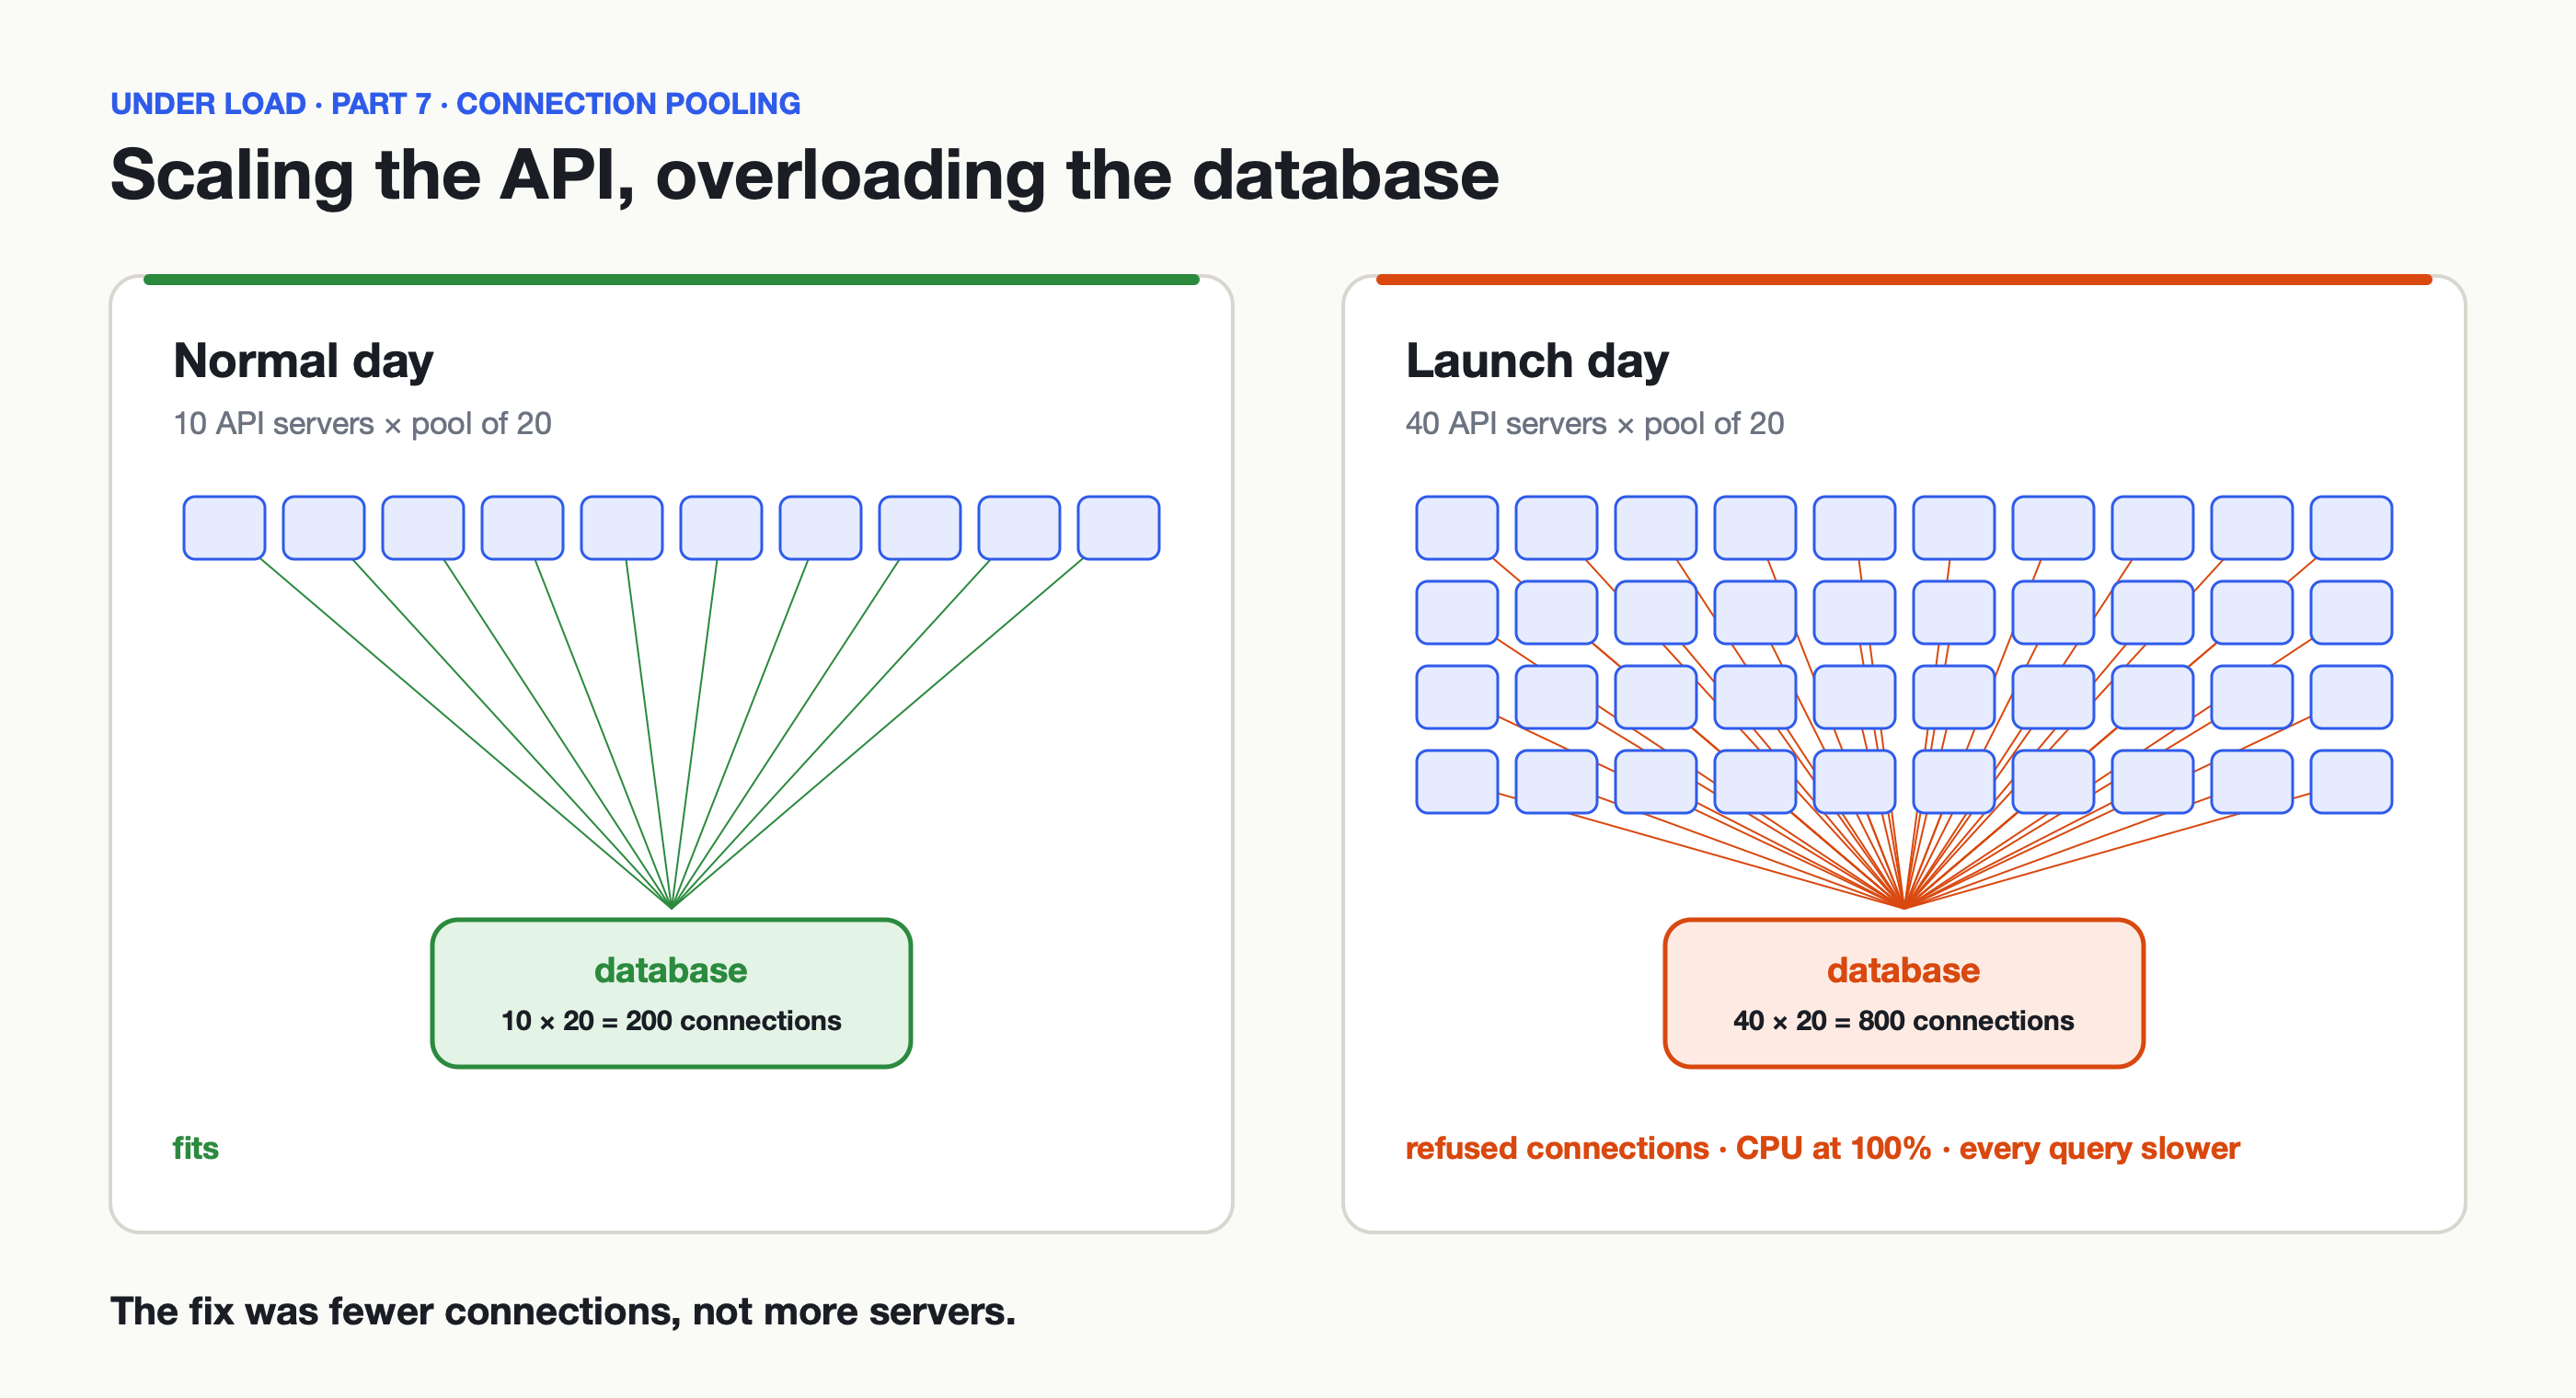 UNDER LOAD · PART 7 · CONNECTION POOLING
Scaling the API, overloading the database
Normal day
10 API servers × pool of 20
database
10 × 20 = 200 connections
fits
Launch day
40 API servers × pool of 20
database
40 × 20 = 800 connections
refused connections · CPU at 100% · every query slower
The fix was fewer connections, not more servers.